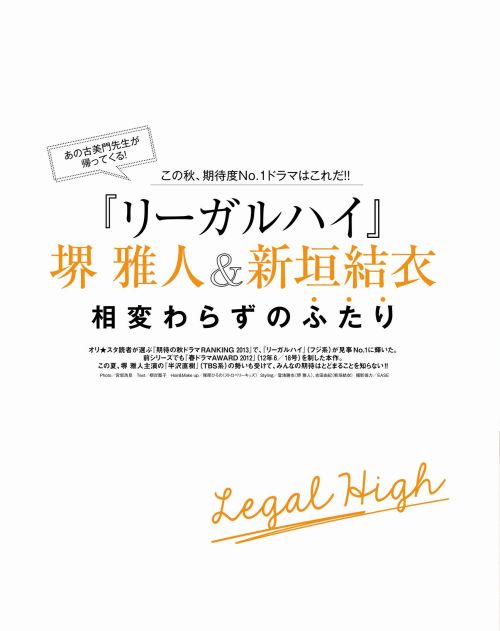 あの古美門先生が
帰ってくる!
この秋、期待度No.1ドラマはこれだ!!
『リーガルハイ』
堺 雅人&新垣結衣
相変わらずのふたり
オリ★スタ読者が選ぶ「期待の秋ドラマRANKING 2013」で、『リーガルハイ』(フジ系)が見事No.1に輝いた。
前シリーズでも『春ドラマAWARD 2012』(12年6/18号)を制した本作。
この夏、堺 雅人主演の『半沢直樹』(TBS系)の勢いも受けて、みんなの期待はとどまることを知らない!!
Legal High